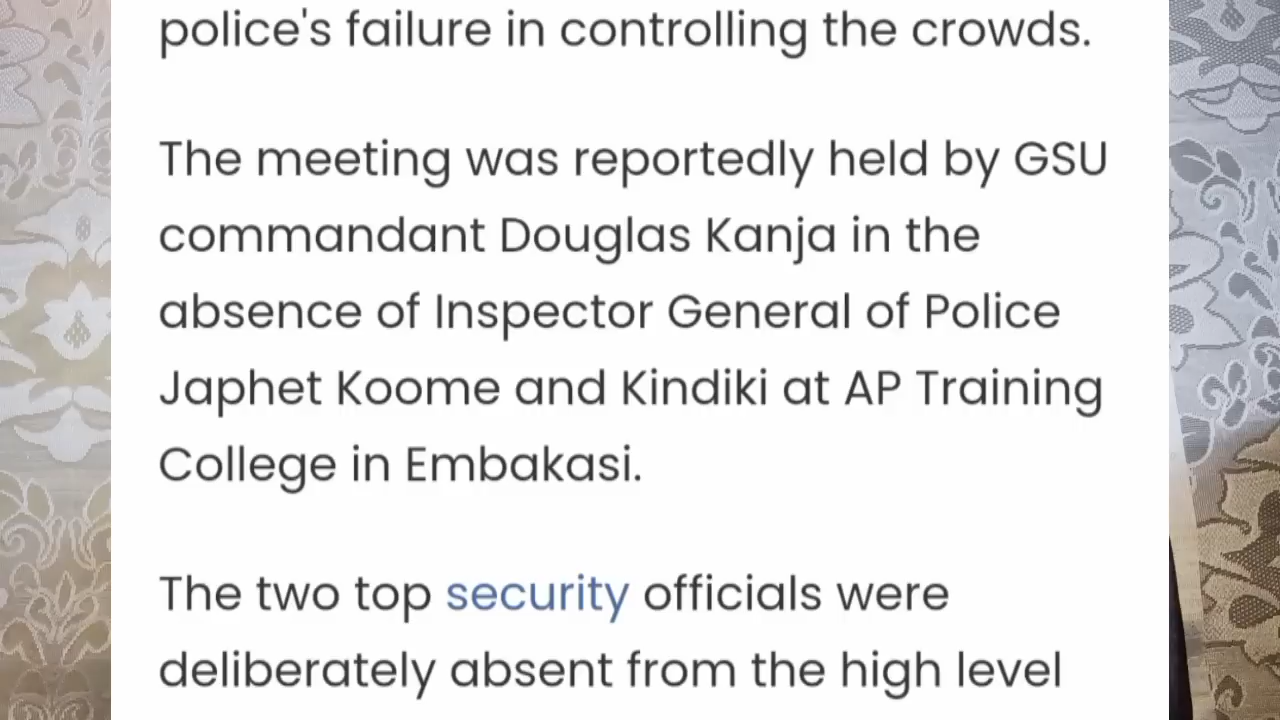 police's failure in controlling the crowds.
The meeting was reportedly held by GSU
commandant Douglas Kanja in the
absence of Inspector General of Police
Japhet Koome and Kindiki at AP Training
College in Embakasi.
The two top security officials were
deliberately absent from the high level